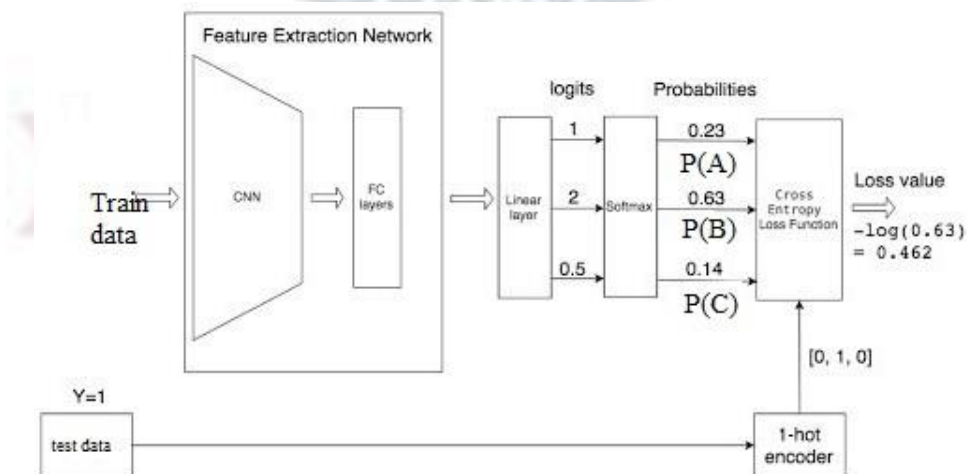 Feature Extraction Network
logits
Probabilities
Train
data
CNN
FC
layers
Linear
layer
1
2
0.5
Softmax
0.23
P(A)
0.63
P(B)
0.14
P(C)
Cross
Entropy
Loss Function
Loss value
-log(0.63)
= 0.462
[0, 1, 0]
Y=1
test data
1-hot
encoder